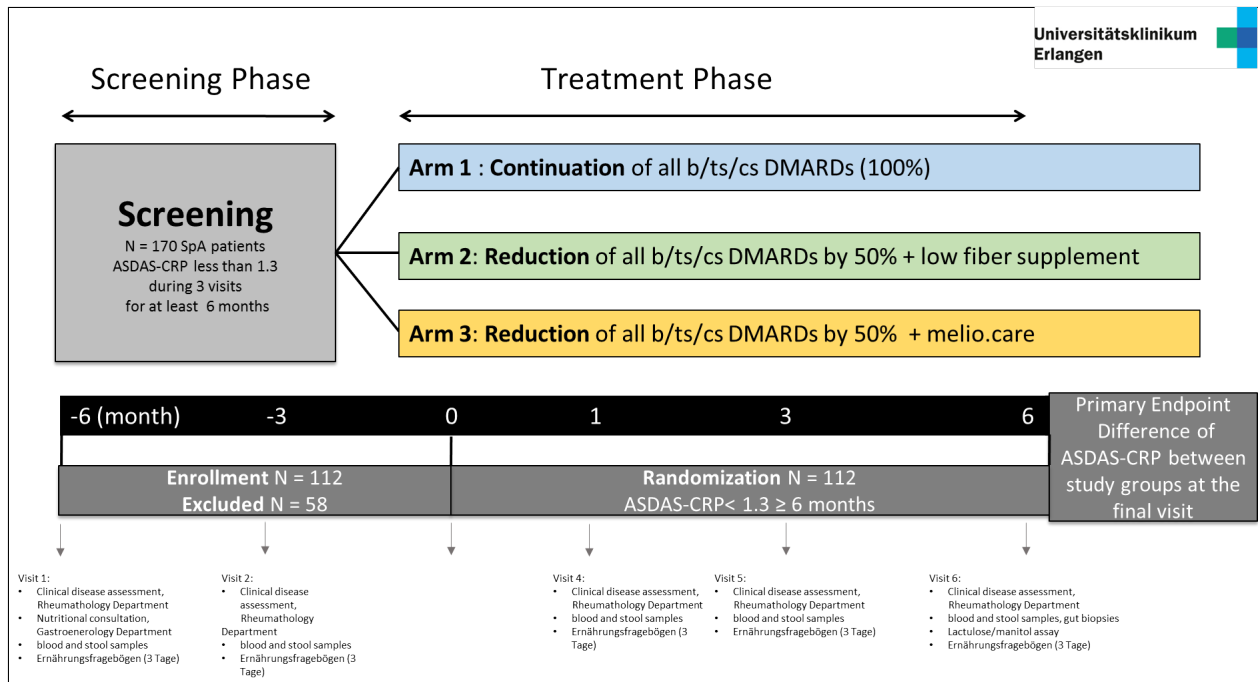 Universitätsklinikum
Erlangen
Screening Phase
Treatment Phase
Screening
N = 170 SpA patients
ASDAS-CRP less than 1.3
during 3 visits
for at least 6 months
Arm 1 : Continuation of all b/ts/cs DMARDs (100%)
Arm 2: Reduction of all b/ts/cs DMARDs by 50% + low fiber supplement
Arm 3: Reduction of all b/ts/cs DMARDs by 50% + melio.care
-6 (month) -3 0 1 3 6
Primary Endpoint
Difference of
ASDAS-CRP between
study groups at the
final visit
Enrollment N = 112
Excluded N = 58
Randomization N = 112
ASDAS-CRP< 1.3 ≥ 6 months
Visit 1:
• Clinical disease assessment,
Rheumathology Department
• Nutritional consultation,
Gastroenerology Department
• blood and stool samples
• Ernährungsfragebögen (3 Tage)
Visit 2:
• Clinical disease
assessment,
Rheumathology
Department
• blood and stool samples
• Ernährungsfragebögen (3
Tage)
Visit 4:
• Clinical disease assessment,
Rheumathology Department
• blood and stool samples
• Ernährungsfragebögen (3
Tage)
Visit 5:
• Clinical disease assessment,
Rheumathology Department
• blood and stool samples
• Ernährungsfragebögen (3 Tage)
Visit 6:
• Clinical disease assessment,
Rheumathology Department
• blood and stool samples, gut biopsies
• Lactulose/manitol assay
• Ernährungsfragebögen (3 Tage)